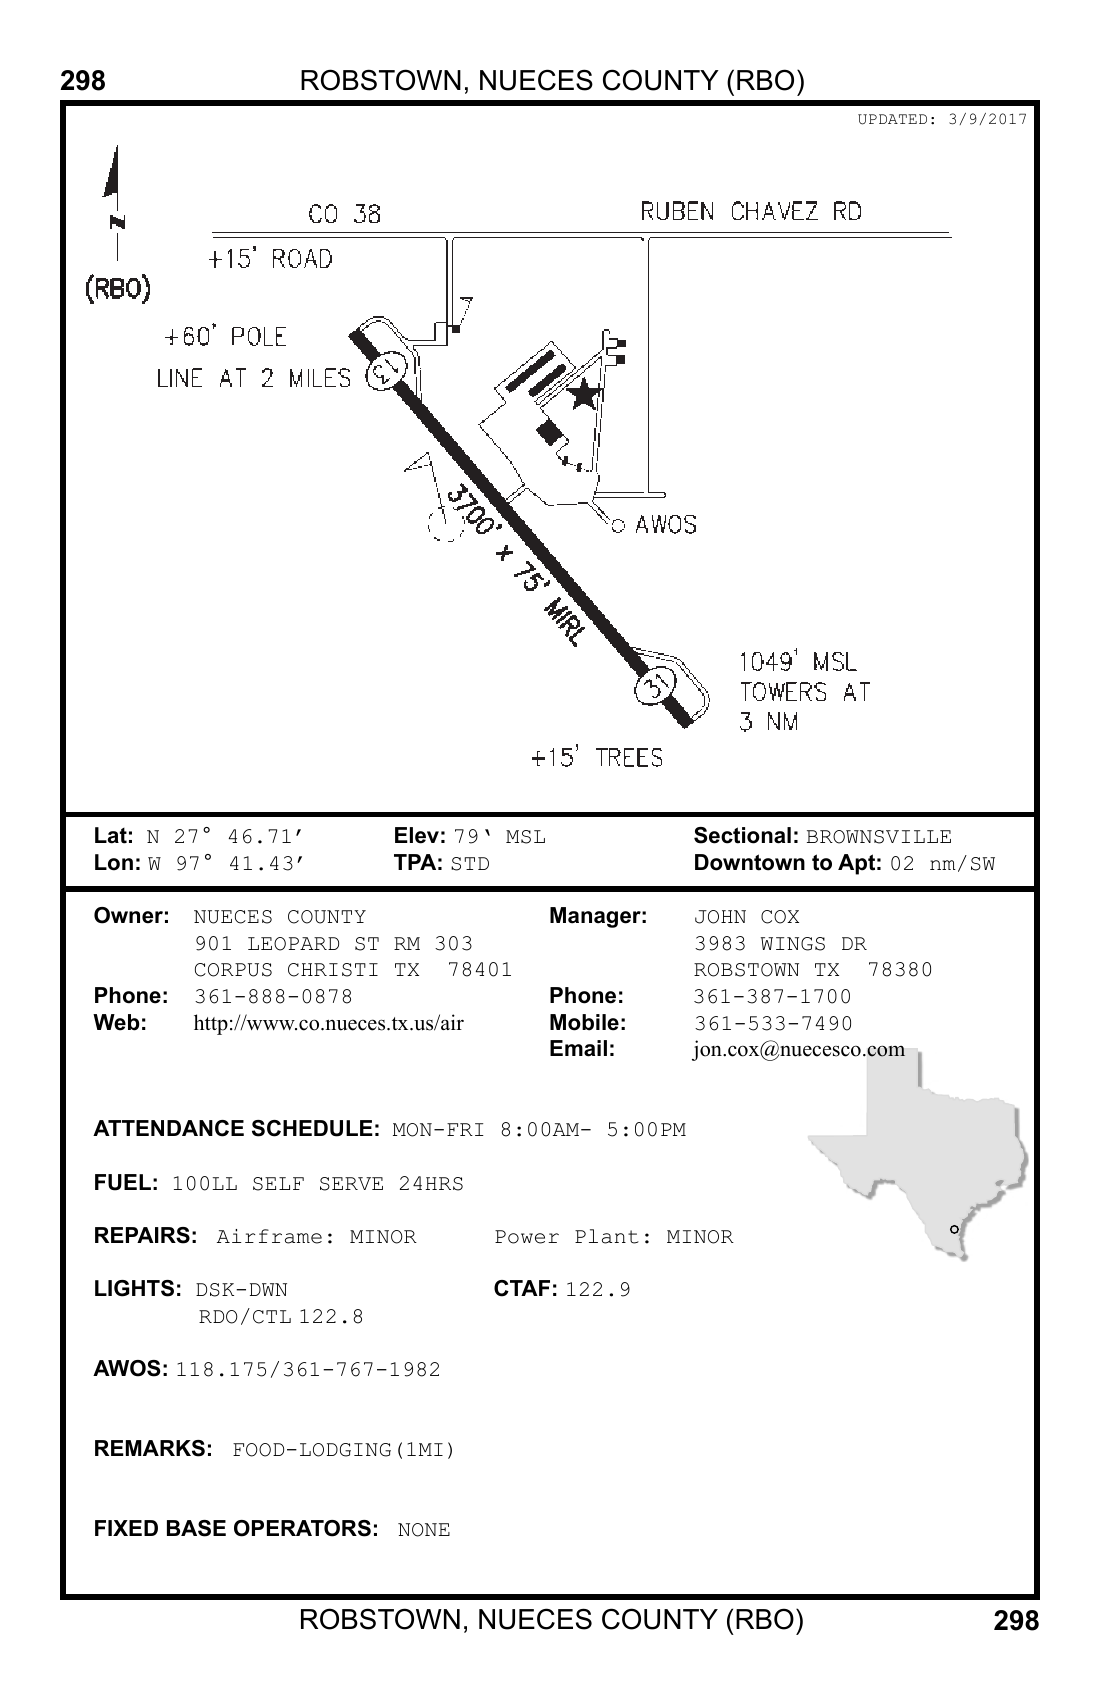 298 ROBSTOWN, NUECES COUNTY (RBO)
UPDATED: 3/9/2017
N
(RBO)
CO 38
RUBEN CHAVEZ RD
+15' ROAD
+60' POLE
LINE AT 2 MILES
13
3700' x 75' MIRL
AWOS
31
1049' MSL
TOWERS AT
3 NM
+15' TREES
Lat: N 27° 46.71′ Elev: 79‘ MSL Sectional: BROWNSVILLE
Lon: W 97° 41.43′ TPA: STD Downtown to Apt: 02 nm/SW
Owner: NUECES COUNTY Manager: JOHN COX
901 LEOPARD ST RM 303 3983 WINGS DR
CORPUS CHRISTI TX 78401 ROBSTOWN TX 78380
Phone: 361-888-0878 Phone: 361-387-1700
Web: http://www.co.nueces.tx.us/air Mobile: 361-533-7490
Email: jon.cox@nuecesco.com
ATTENDANCE SCHEDULE: MON-FRI 8:00AM- 5:00PM
FUEL: 100LL SELF SERVE 24HRS
REPAIRS: Airframe: MINOR Power Plant: MINOR
LIGHTS: DSK-DWN CTAF: 122.9
RDO/CTL 122.8
AWOS: 118.175/361-767-1982
REMARKS: FOOD-LODGING(1MI)
FIXED BASE OPERATORS: NONE
ROBSTOWN, NUECES COUNTY (RBO) 298